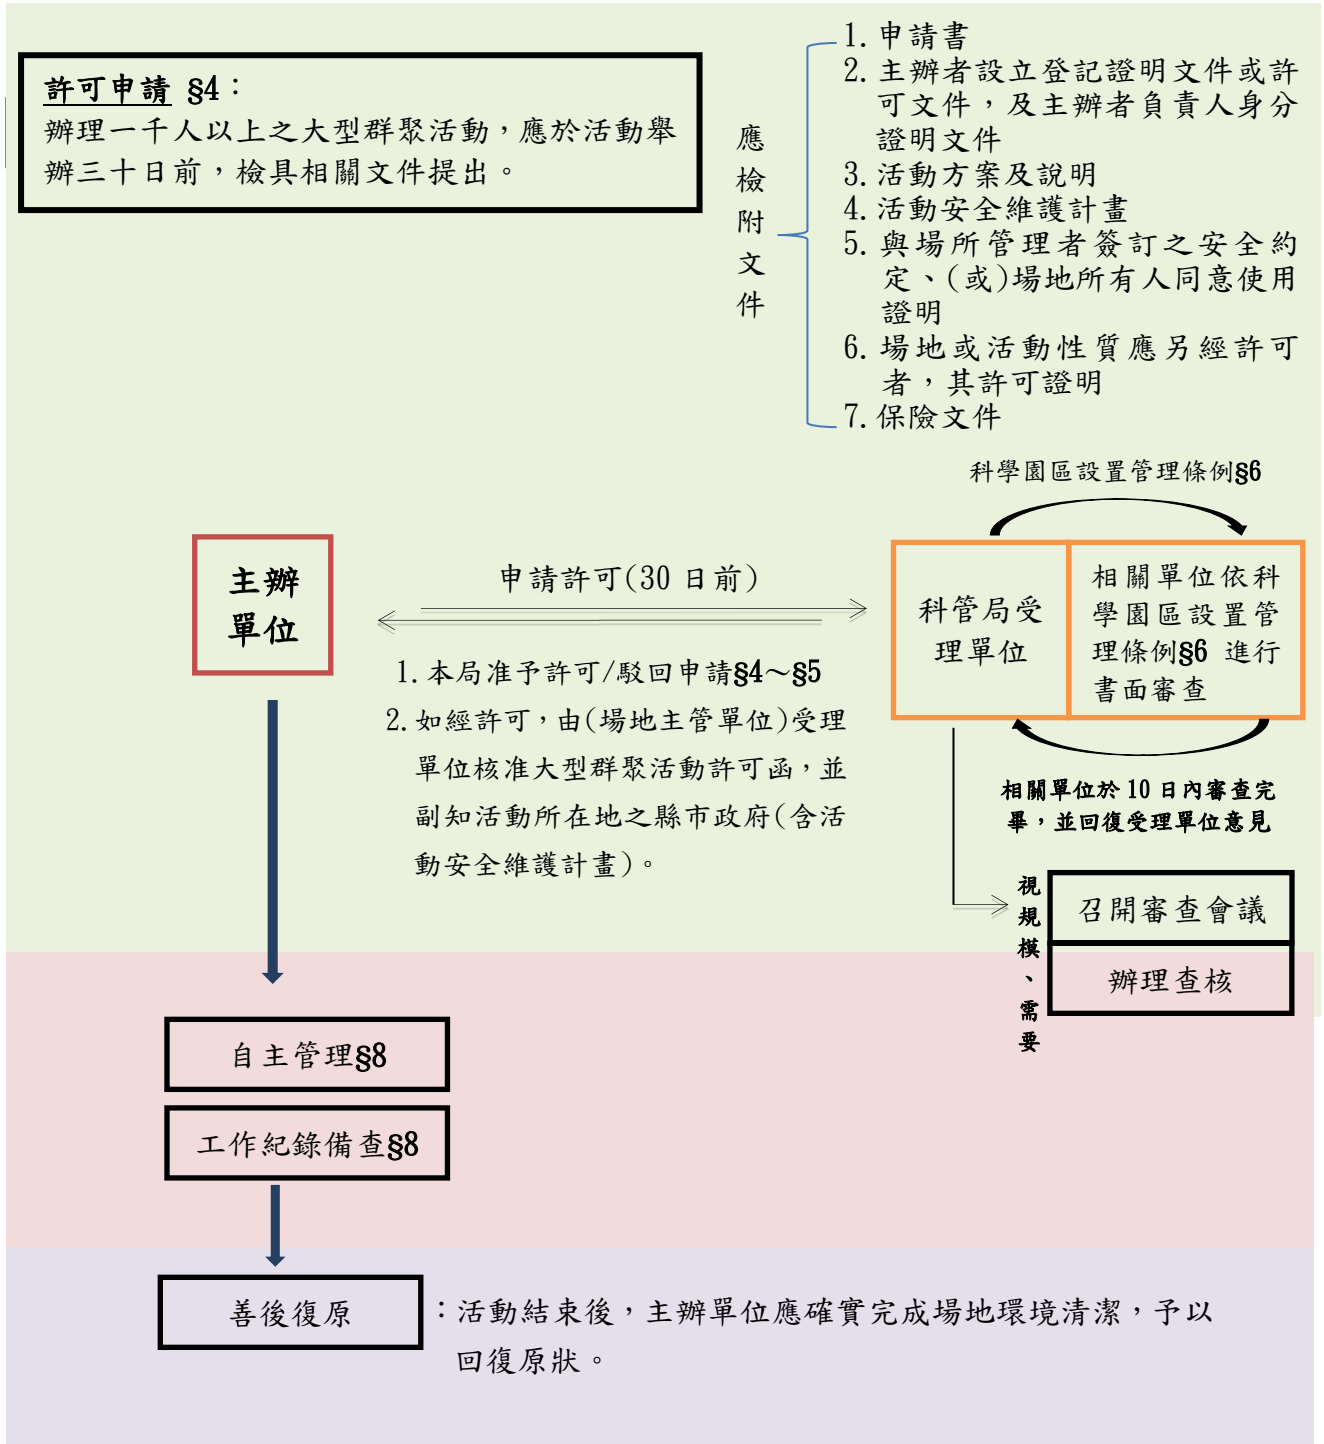 許可申請 §4：
辦理一千人以上之大型群聚活動，應於活動舉
辦三十日前，檢具相關文件提出。
應檢附文件
1.申請書
2.主辦者設立登記證明文件或許
可文件，及主辦者負責人身分
證明文件
3.活動方案及說明
4.活動安全維護計畫
5.與場所管理者簽訂之安全約
定、(或)場地所有人同意使用
證明
6.場地或活動性質應另經許可
者，其許可證明
7.保險文件
科學園區設置管理條例§6
主辦
單位
申請許可(30 日前)
1.本局准予許可/駁回申請§4～§5
2.如經許可，由(場地主管單位)受理
單位核准大型群聚活動許可函，並
副知活動所在地之縣市政府(含活
動安全維護計畫)。
科管局受
理單位
相關單位依科
學園區設置管
理條例§6 進行
書面審查
相關單位於 10 日內審查完
畢，並回復受理單位意見
視規模、需要
召開審查會議
辦理查核
自主管理§8
工作紀錄備查§8
善後復原
：活動結束後，主辦單位應確實完成場地環境清潔，予以
回復原狀。